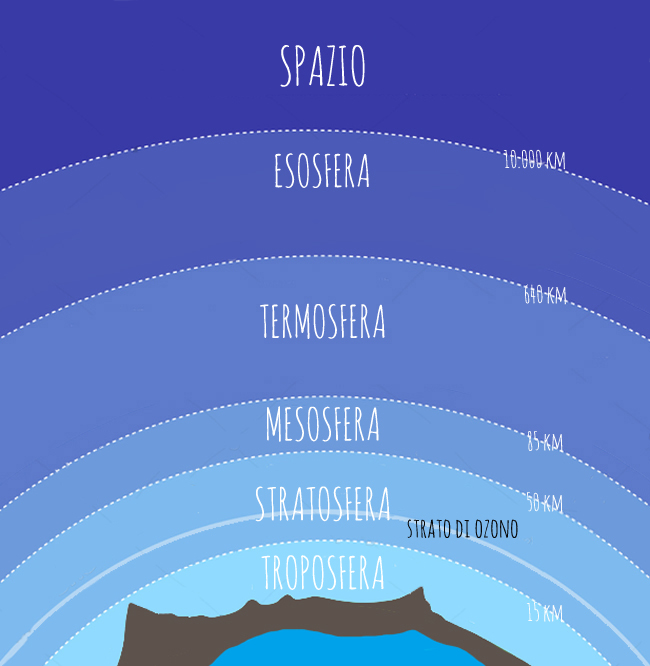 SPAZIO
10.000 KM
ESOSFERA
640 KM
TERMOSFERA
MESOSFERA
85 KM
STRATOSFERA
50 KM
STRATO DI OZONO
TROPOSFERA
15 KM